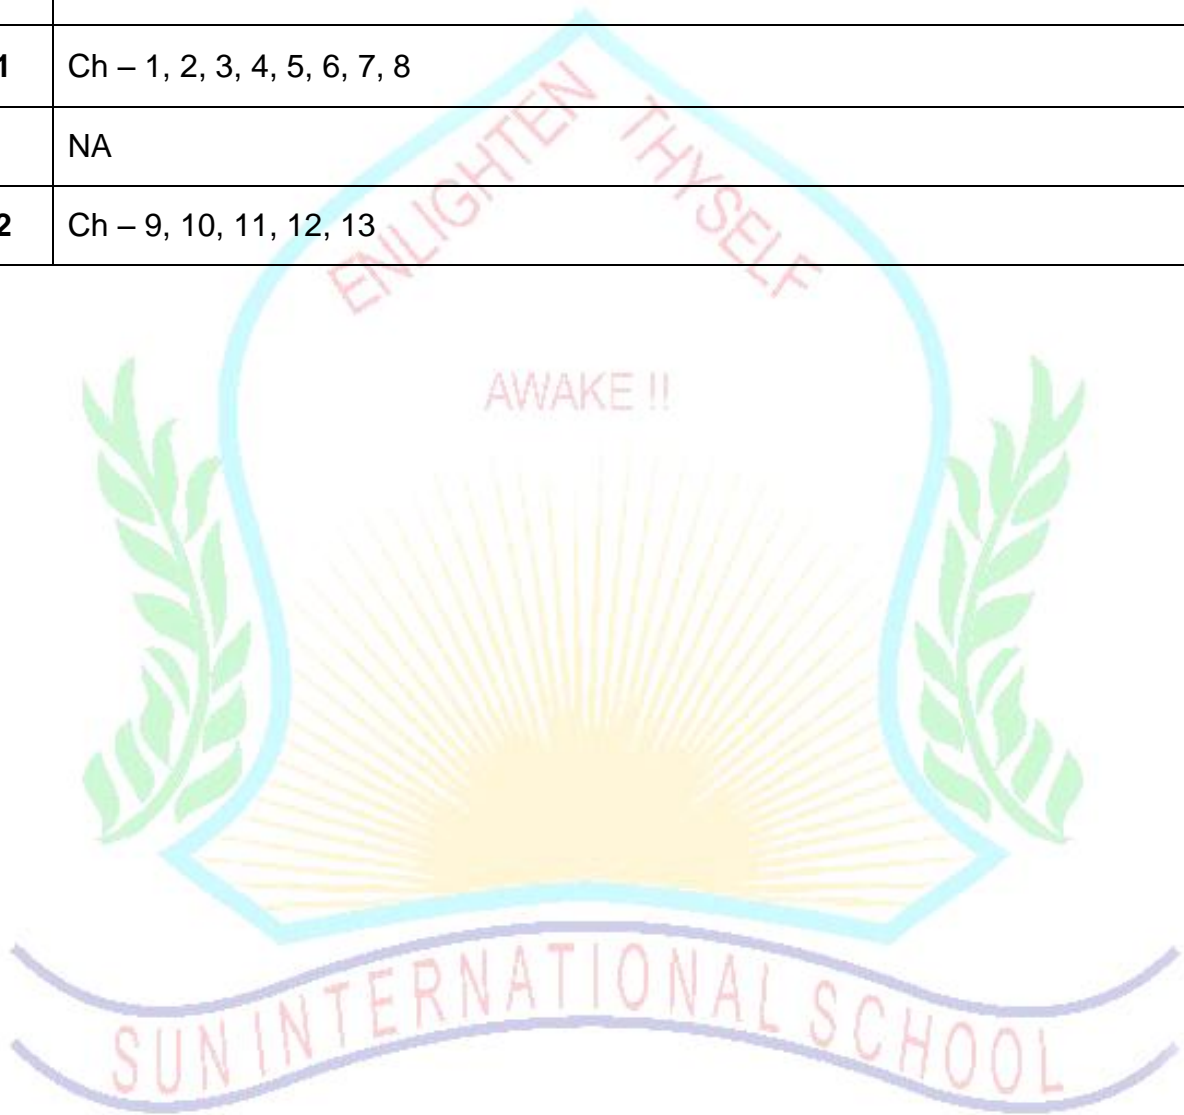 1 Ch – 1, 2, 3, 4, 5, 6, 7, 8
NA
2 Ch – 9, 10, 11, 12, 13
ENLIGHTEN THYSELF
AWAKE !!
SUN INTERNATIONAL SCHOOL